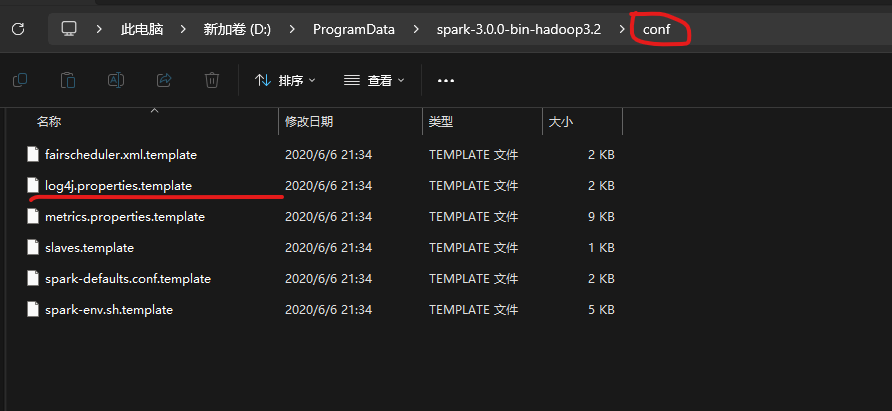 此电脑 > 新加卷 (D:) > ProgramData > spark-3.0.0-bin-hadoop3.2 > conf
排序 查看
名称 修改日期 类型 大小
fairscheduler.xml.template 2020/6/6 21:34 TEMPLATE 文件 2 KB
log4j.properties.template 2020/6/6 21:34 TEMPLATE 文件 2 KB
metrics.properties.template 2020/6/6 21:34 TEMPLATE 文件 9 KB
slaves.template 2020/6/6 21:34 TEMPLATE 文件 1 KB
spark-defaults.conf.template 2020/6/6 21:34 TEMPLATE 文件 2 KB
spark-env.sh.template 2020/6/6 21:34 TEMPLATE 文件 5 KB